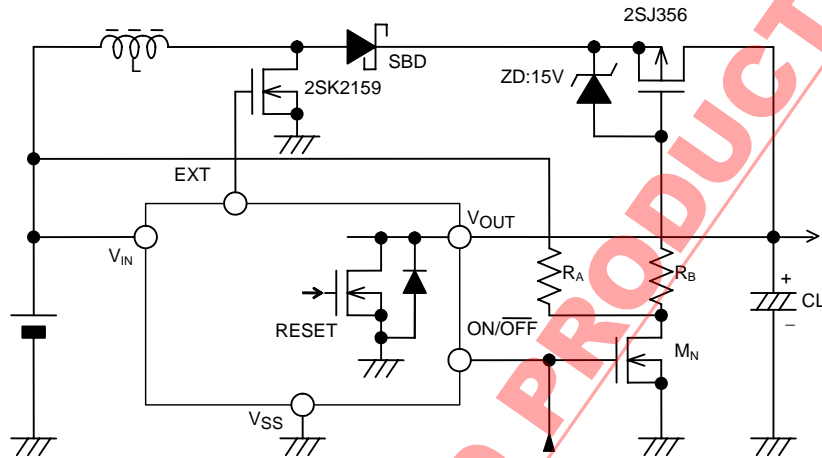 2SJ356
L
SBD
2SK2159
ZD:15V
EXT
VOUT
VIN
RA
RB
CL
+
−
RESET
ON/OFF
MN
VSS
PRODUCT